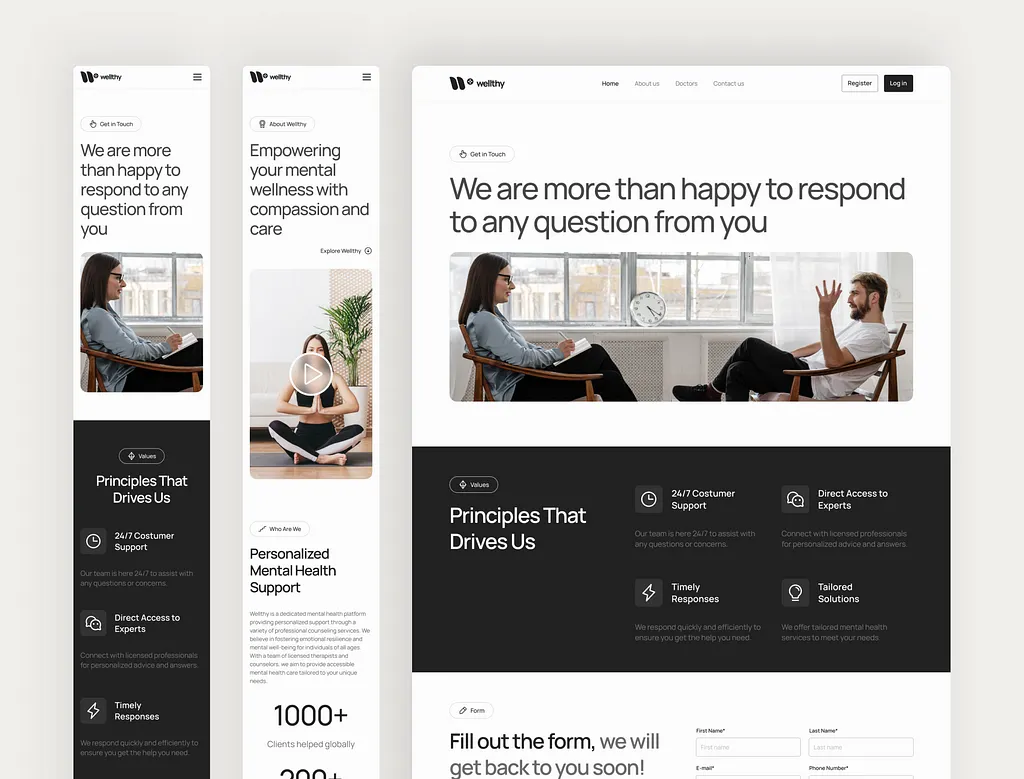 wellthy
Get in Touch
We are more
than happy to
respond to any
question from
you
Values
Principles That
Drives Us
24/7 Costumer
Support
Our team is here 24/7 to assist with
any questions or concerns.
Direct Access to
Experts
Connect with licensed professionals
for personalized advice and answers.
Timely
Responses
We respond quickly and efficiently to
ensure you get the help you need.
wellthy
About Wellthy
Empowering
your mental
wellness with
compassion and
care
Explore Wellthy
Who Are We
Personalized
Mental Health
Support
Wellthy is a dedicated mental health platform
providing personalized support through a
variety of professional counseling services. We
believe in fostering emotional resilience and
mental well-being for individuals of all ages.
With a team of licensed therapists and
counselors, we aim to provide accessible
mental health care tailored to your unique
needs.
1000+
Clients helped globally
200+
wellthy
Home
About us
Doctors
Contact us
Register
Log in
Get in Touch
We are more than happy to respond
to any question from you
Values
Principles That
Drives Us
24/7 Costumer
Support
Our team is here 24/7 to assist with
any questions or concerns.
Direct Access to
Experts
Connect with licensed professionals
for personalized advice and answers.
Timely
Responses
We respond quickly and efficiently to
ensure you get the help you need.
Tailored
Solutions
We offer tailored mental health
services to meet your needs.
Form
Fill out the form, we will
get back to you soon!
First Name*
First name
Last Name*
Last name
E-mail*
Phone Number*